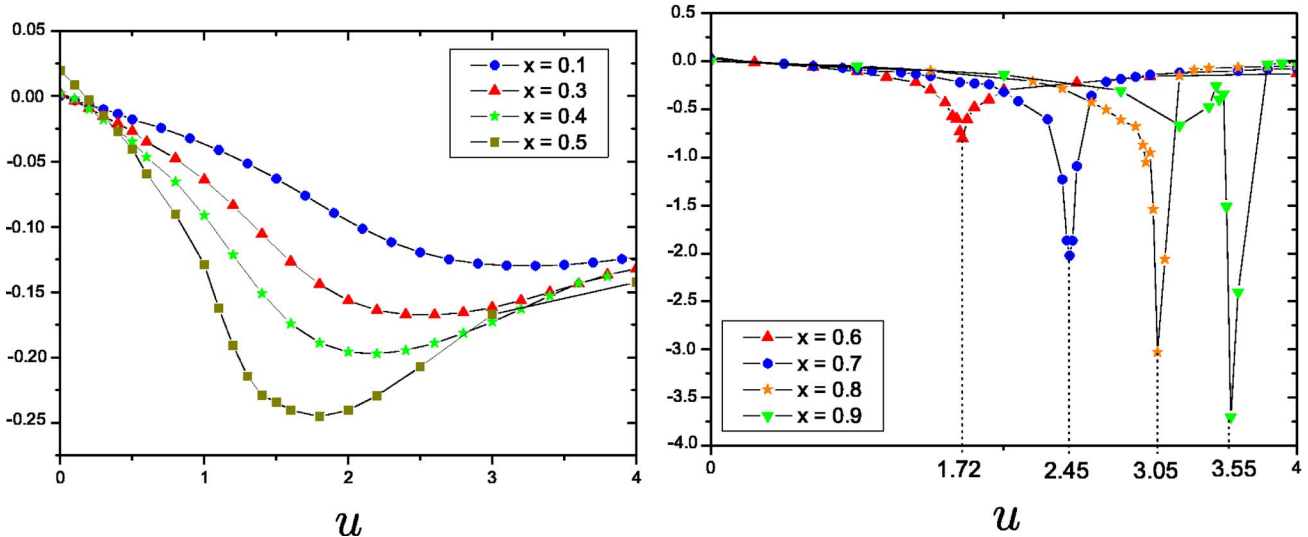 0.05
0.00
-0.05
-0.10
-0.15
-0.20
-0.25
0 1 2 3 4
u
x = 0.1
x = 0.3
x = 0.4
x = 0.5
0.5
0.0
-0.5
-1.0
-1.5
-2.0
-2.5
-3.0
-3.5
-4.0
0 1.72 2.45 3.05 3.55 4
u
x = 0.6
x = 0.7
x = 0.8
x = 0.9